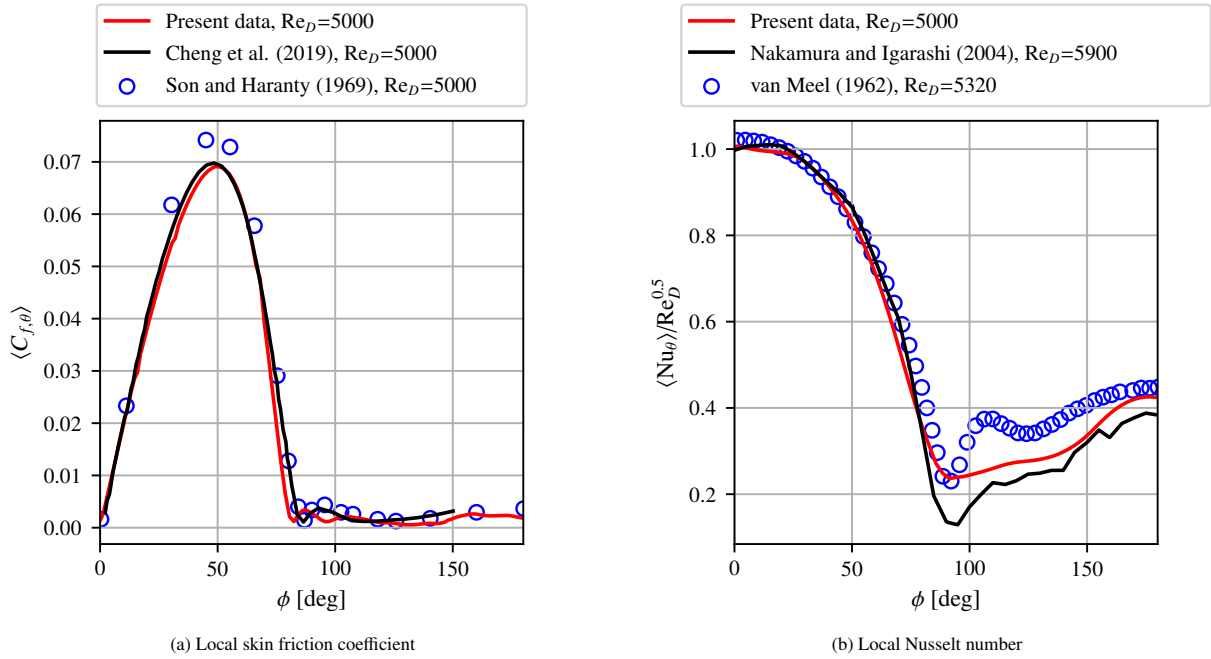 Present data, Re_D=5000
Cheng et al. (2019), Re_D=5000
Son and Haranty (1969), Re_D=5000
0.07
0.06
0.05
0.04
0.03
0.02
0.01
0.00
⟨C_{f,θ}⟩
0 50 100 150
ϕ [deg]
(a) Local skin friction coefficient
Present data, Re_D=5000
Nakamura and Igarashi (2004), Re_D=5900
van Meel (1962), Re_D=5320
1.0
0.8
0.6
0.4
0.2
⟨Nu_θ⟩/Re_D^{0.5}
0 50 100 150
ϕ [deg]
(b) Local Nusselt number